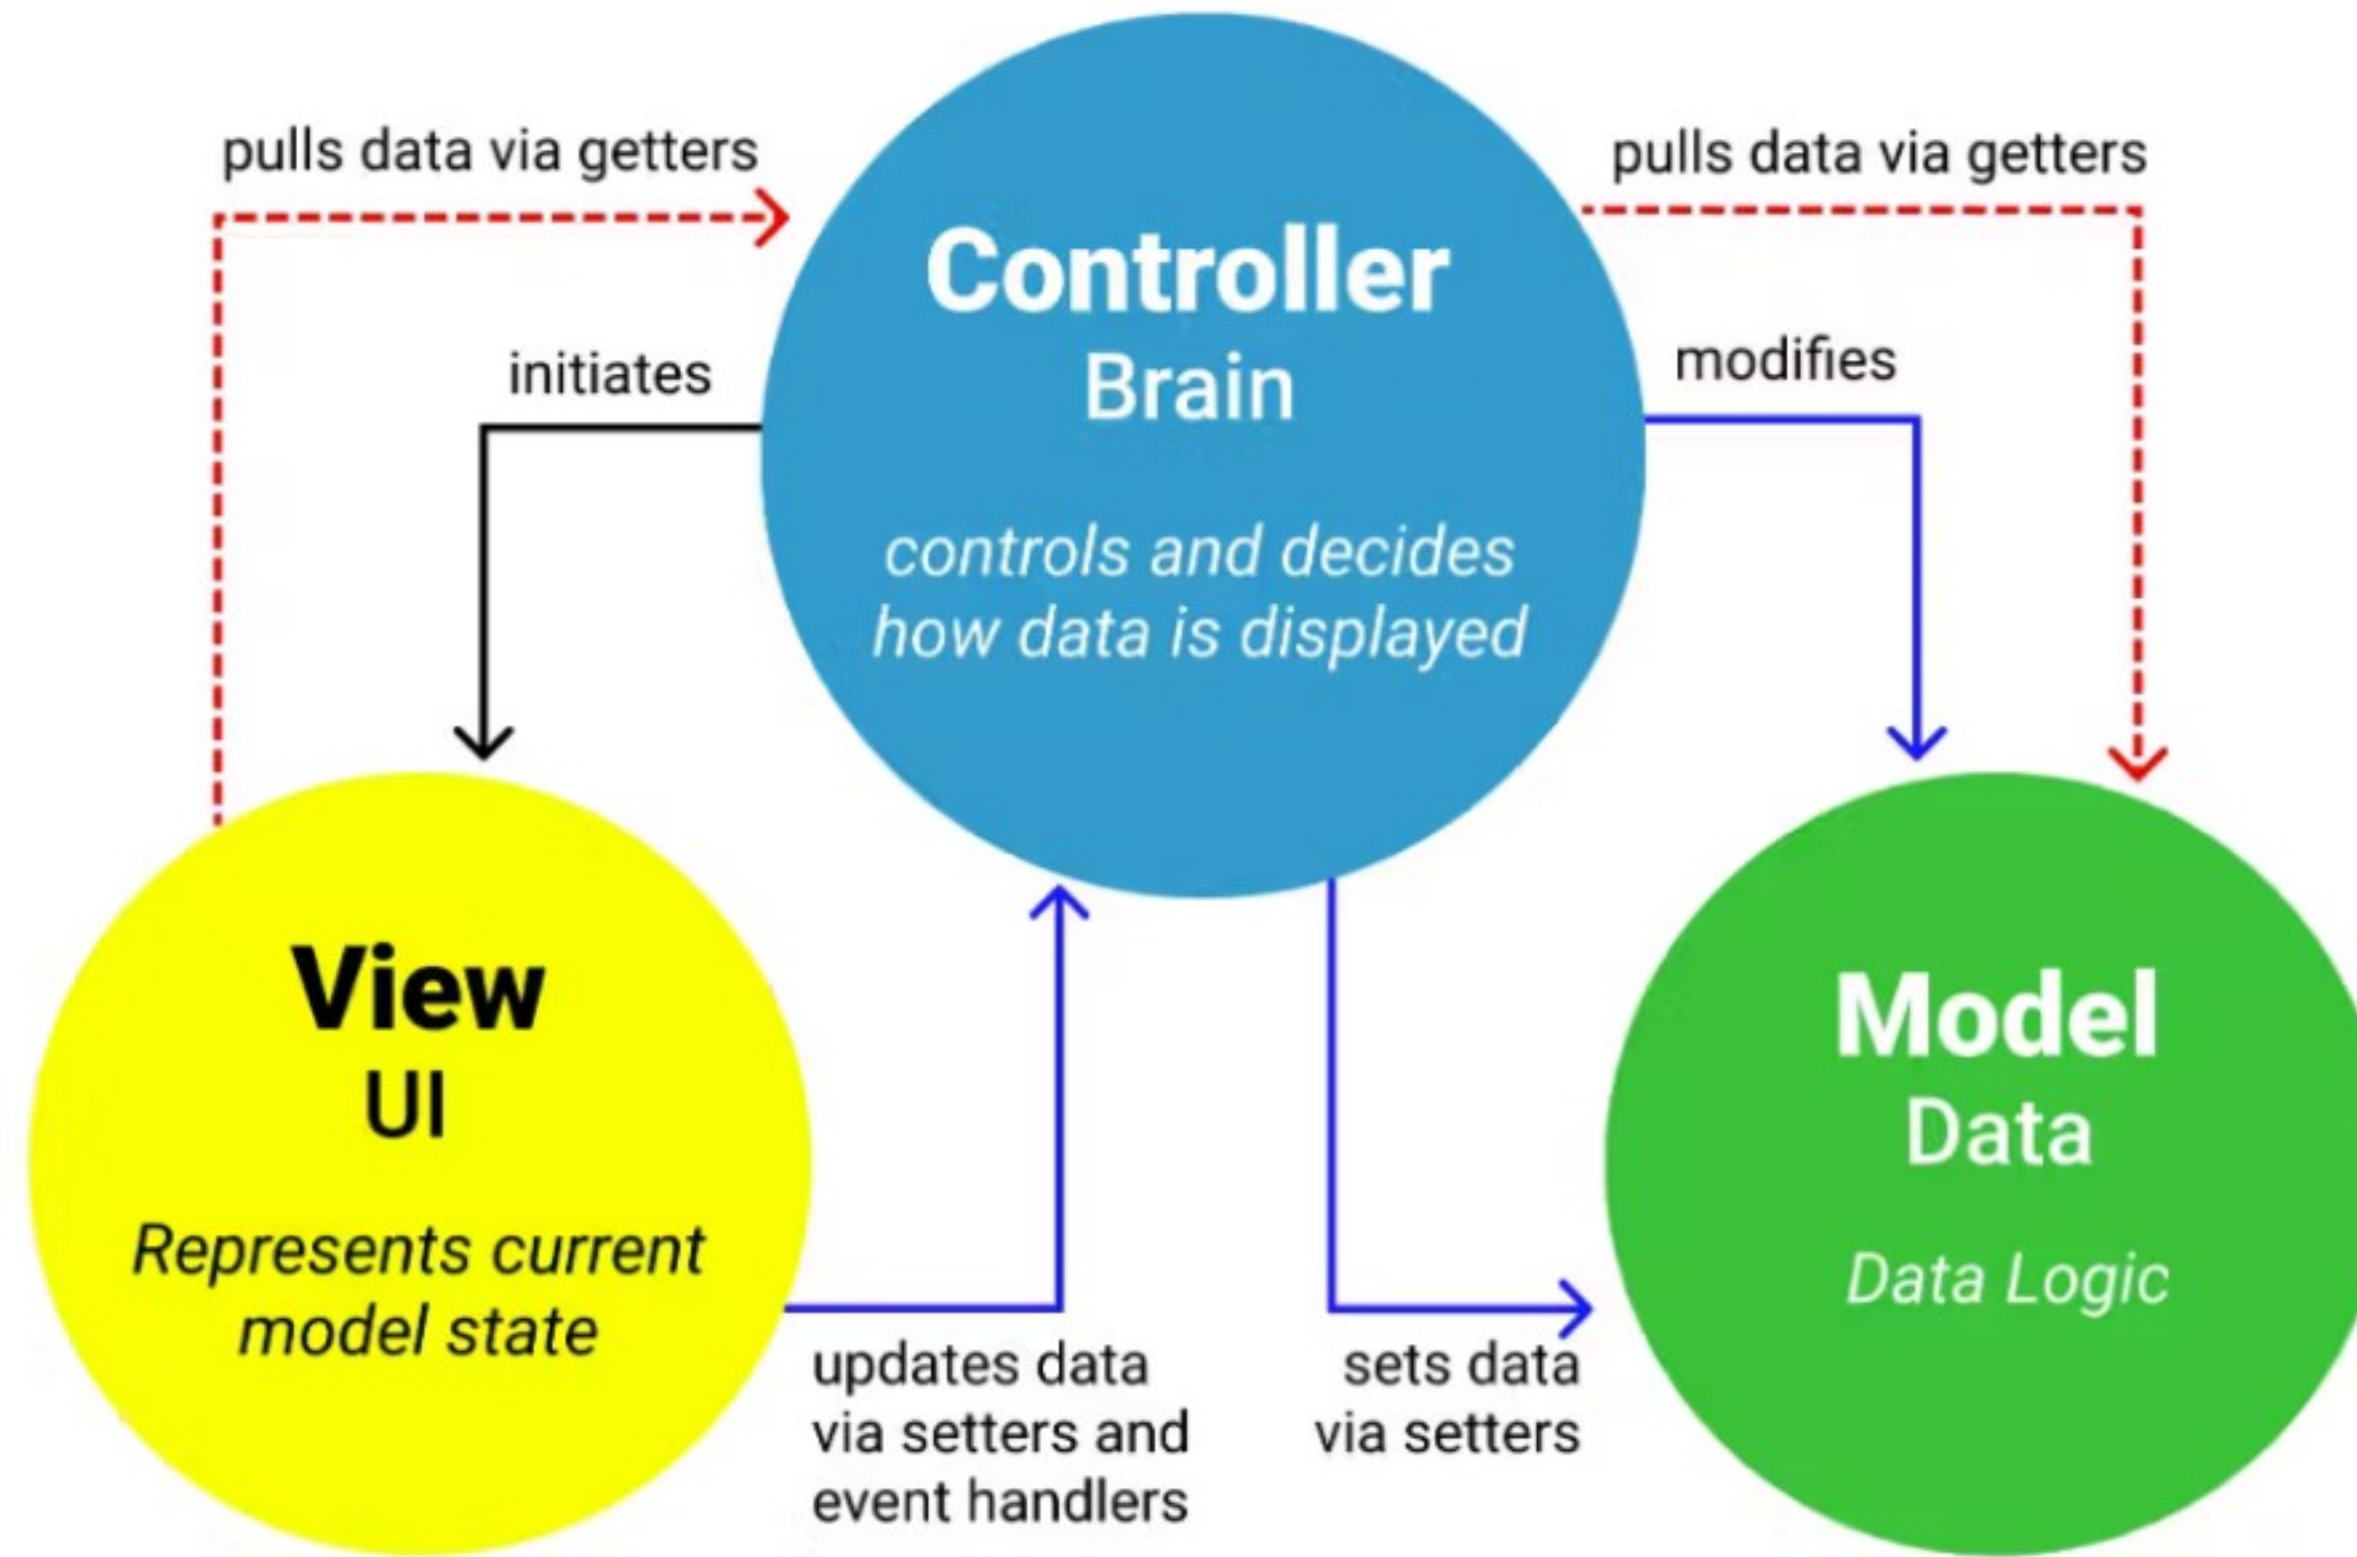 pulls data via getters
pulls data via getters
Controller
Brain
controls and decides
how data is displayed
initiates
modifies
View
UI
Represents current
model state
Model
Data
Data Logic
updates data
via setters and
event handlers
sets data
via setters